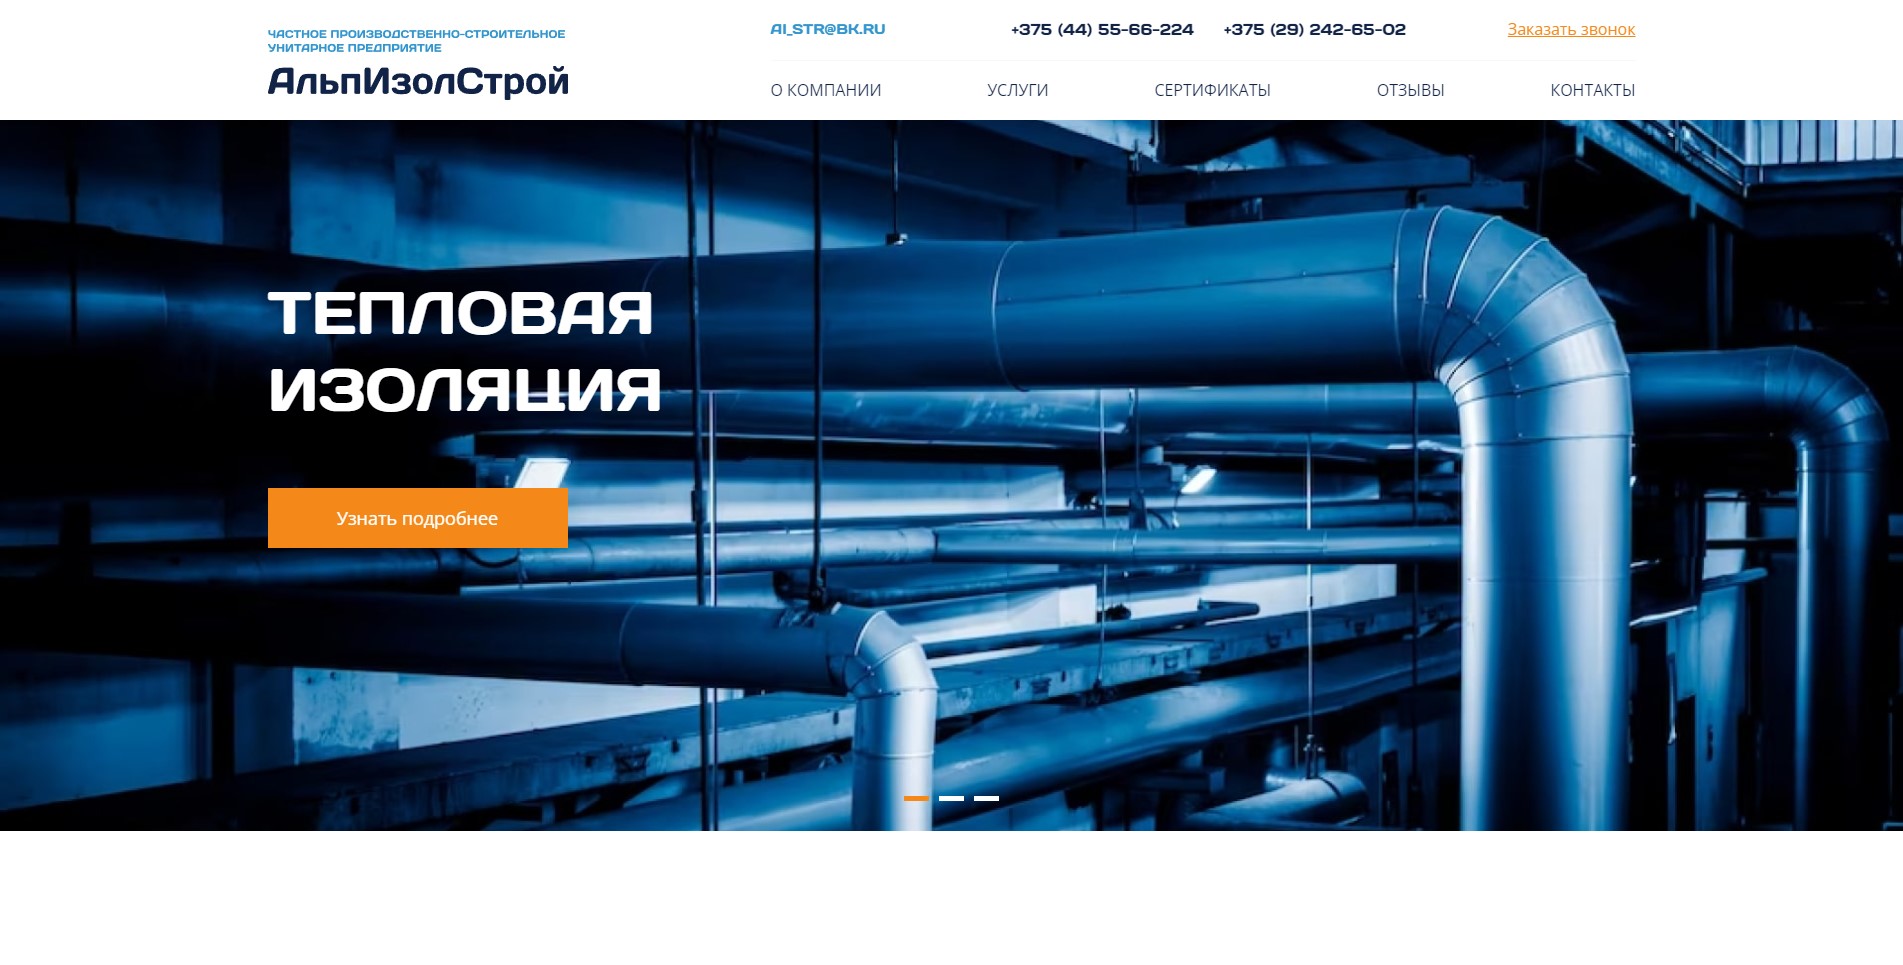 ЧАСТНОЕ ПРОИЗВОДСТВЕННО-СТРОИТЕЛЬНОЕ
УНИТАРНОЕ ПРЕДПРИЯТИЕ
АльпИзолСтрой
AI_STR@BK.RU
+375 (44) 55-66-224
+375 (29) 242-65-02
Заказать звонок
О КОМПАНИИ
УСЛУГИ
СЕРТИФИКАТЫ
ОТЗЫВЫ
КОНТАКТЫ
ТЕПЛОВАЯ
ИЗОЛЯЦИЯ
Узнать подробнее